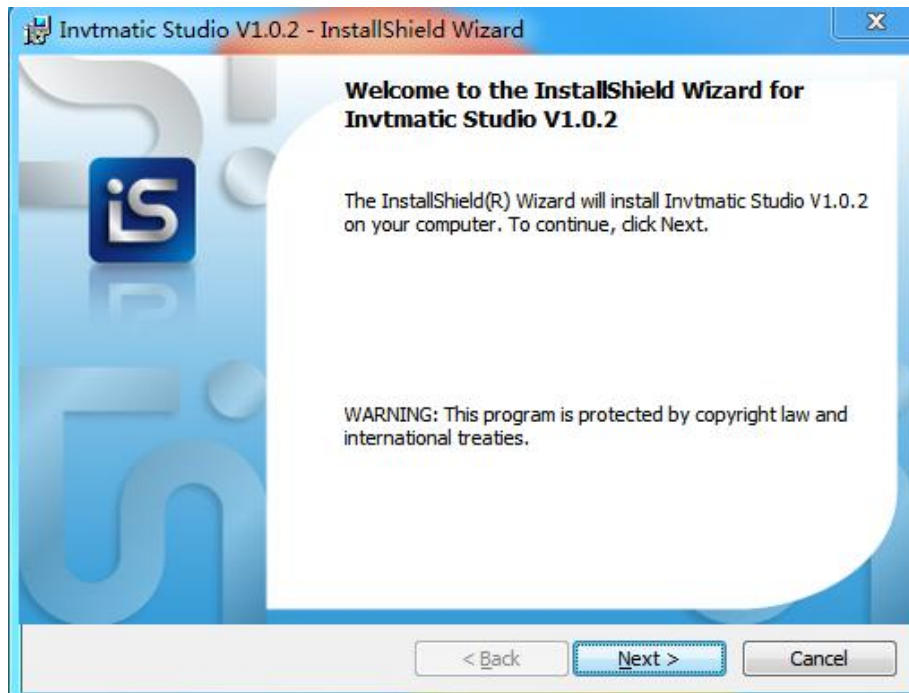 Invtmatic Studio V1.0.2 - InstallShield Wizard
Welcome to the InstallShield Wizard for
Invtmatic Studio V1.0.2
iS
The InstallShield(R) Wizard will install Invtmatic Studio V1.0.2
on your computer. To continue, click Next.
WARNING: This program is protected by copyright law and
international treaties.
< Back
Next >
Cancel